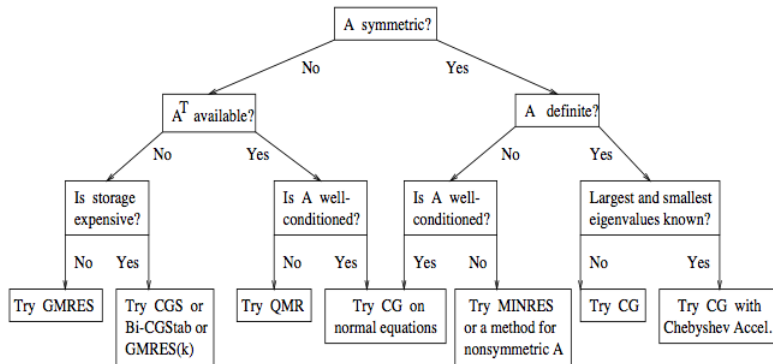 A symmetric?
No Yes
A^T available? A definite?
No Yes No Yes
Is storage Is A well- Is A well- Largest and smallest
expensive? conditioned? conditioned? eigenvalues known?
No Yes No Yes Yes No No Yes
Try GMRES Try CGS or Try QMR Try CG on Try MINRES Try CG Try CG with
Bi-CGStab or normal equations or a method for Chebyshev Accel.
GMRES(k) nonsymmetric A